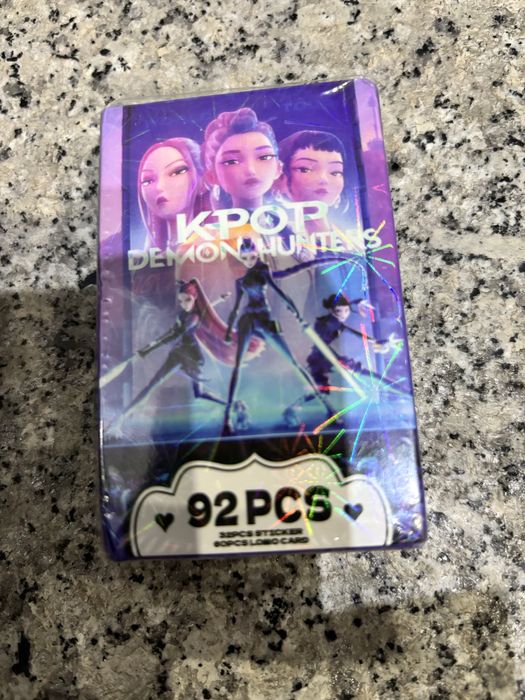 KPOP
DEMON HUNTERS
92 PCS
32PCS STICKER
60PCS LOMO CARD